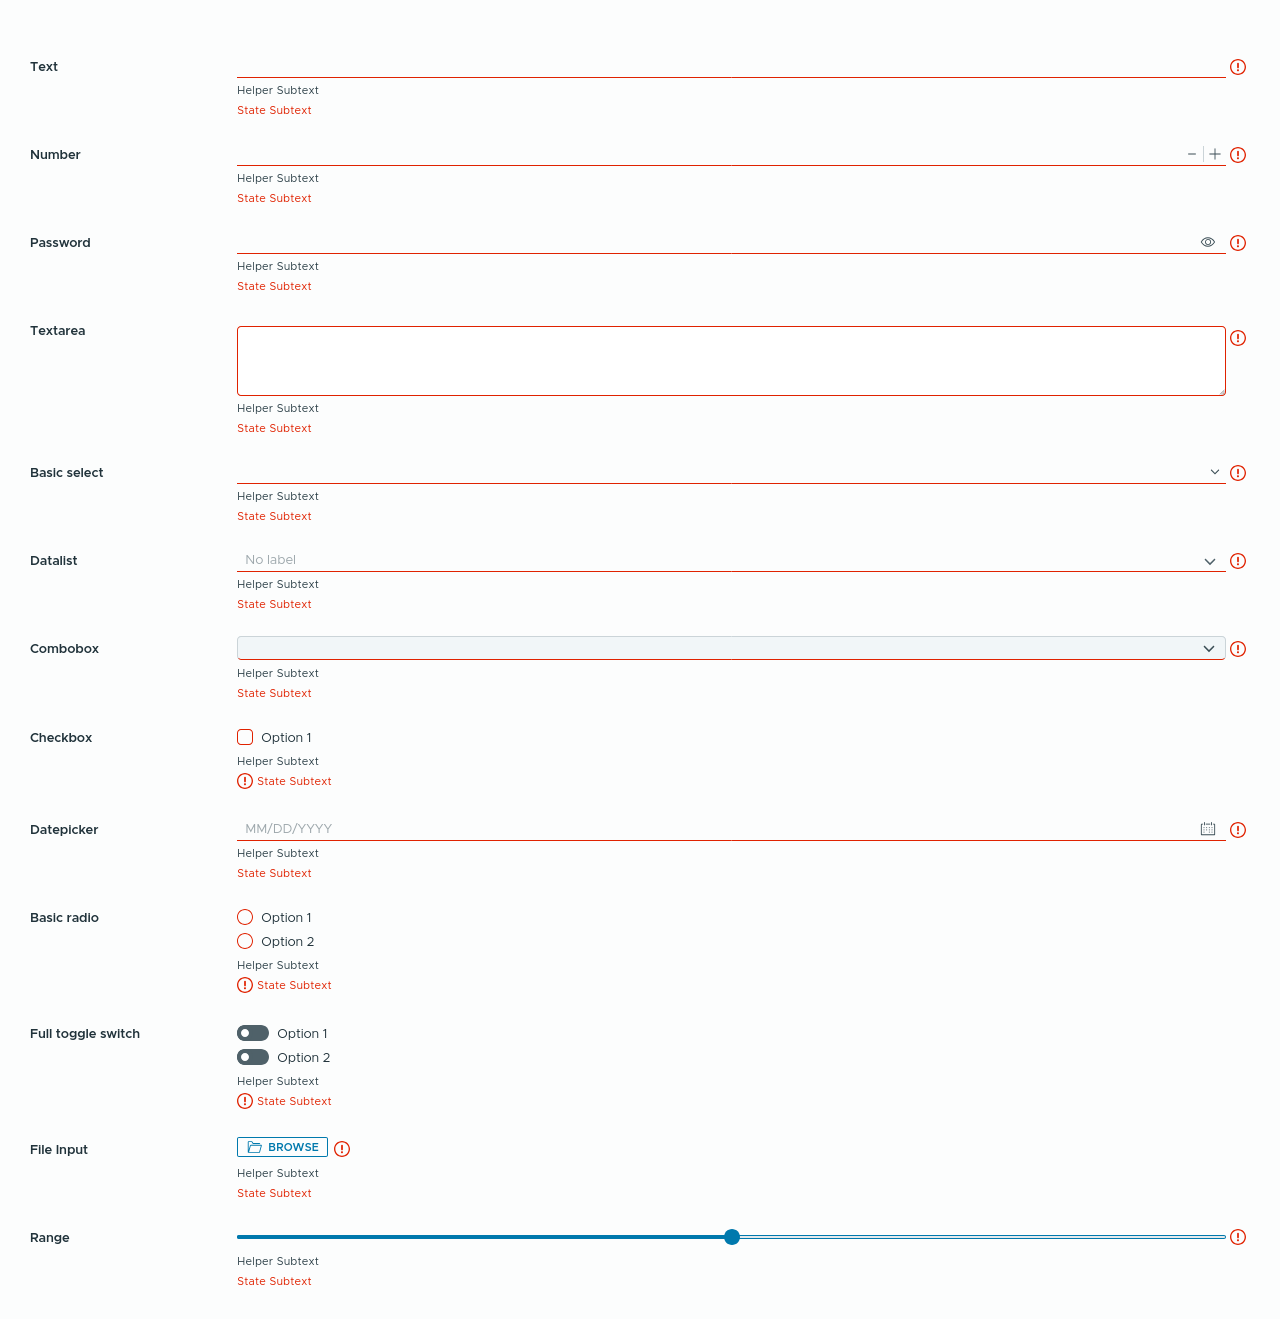 Text
Helper Subtext
State Subtext
Number
Helper Subtext
State Subtext
Password
Helper Subtext
State Subtext
Textarea
Helper Subtext
State Subtext
Basic select
Helper Subtext
State Subtext
Datalist
No label
Helper Subtext
State Subtext
Combobox
Helper Subtext
State Subtext
Checkbox
Option 1
Helper Subtext
State Subtext
Datepicker
MM/DD/YYYY
Helper Subtext
State Subtext
Basic radio
Option 1
Option 2
Helper Subtext
State Subtext
Full toggle switch
Option 1
Option 2
Helper Subtext
State Subtext
File Input
BROWSE
Helper Subtext
State Subtext
Range
Helper Subtext
State Subtext